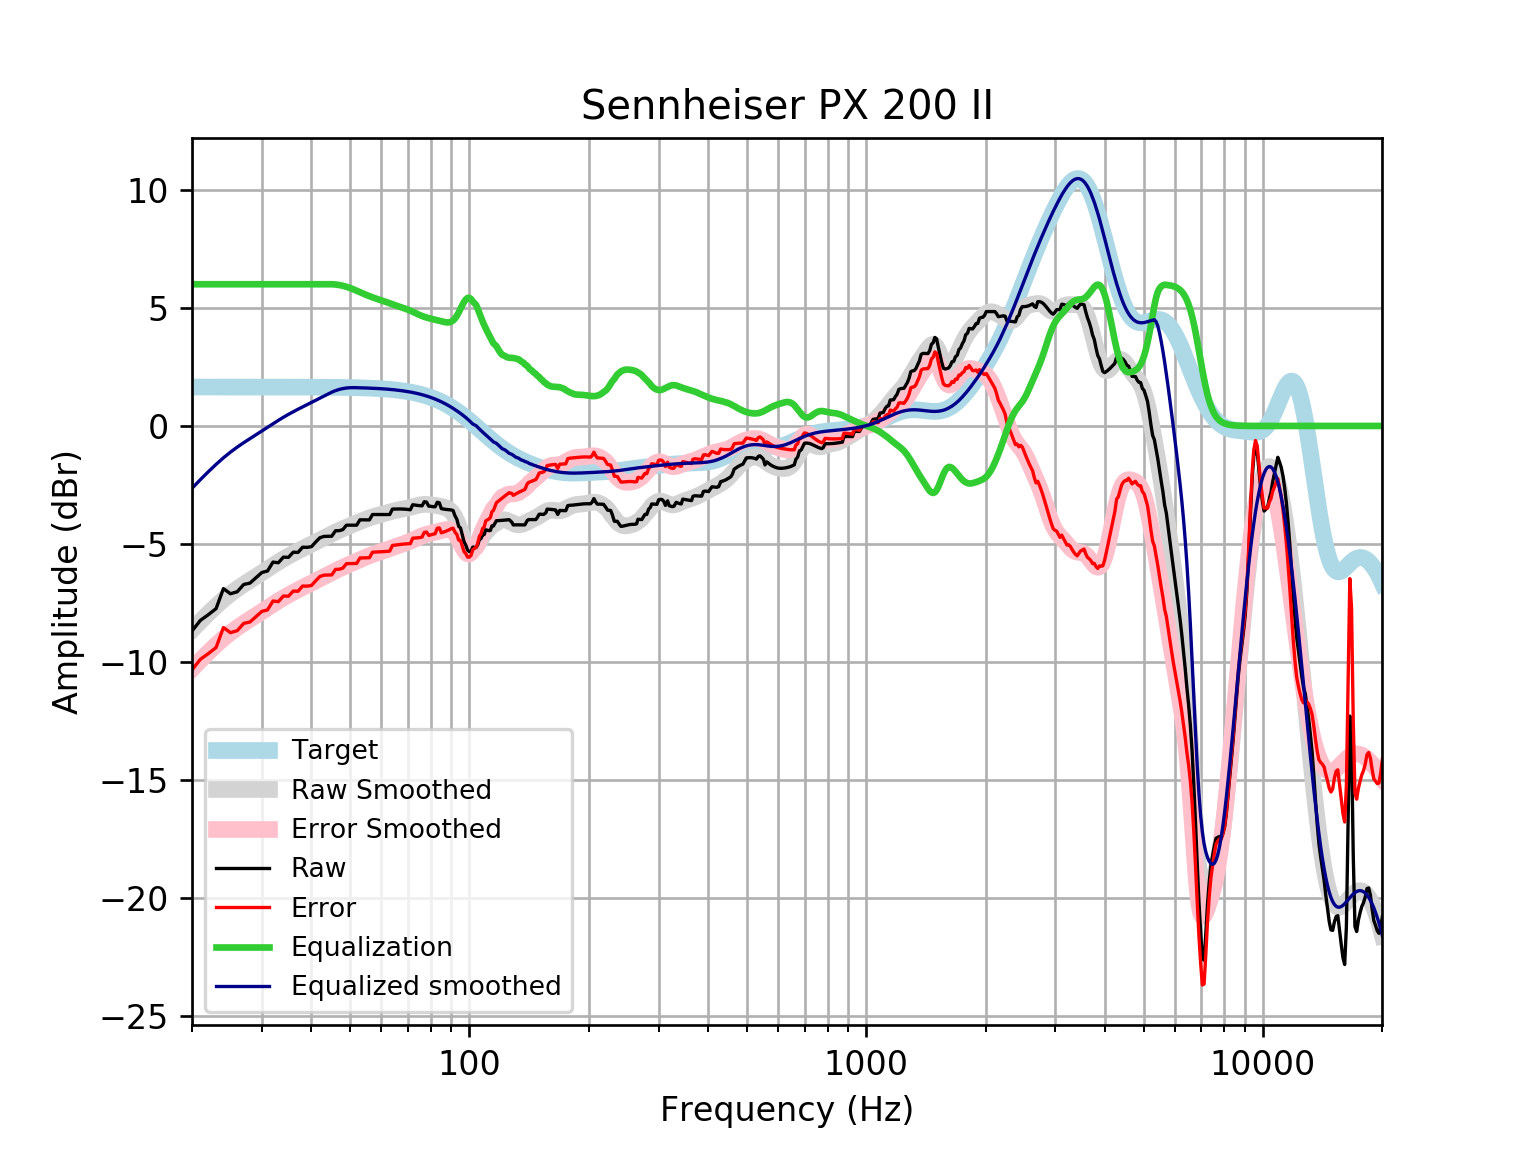 Sennheiser PX 200 II
Amplitude (dBr)
10
5
0
−5
−10
−15
−20
−25
Target
Raw Smoothed
Error Smoothed
Raw
Error
Equalization
Equalized smoothed
100
1000
10000
Frequency (Hz)